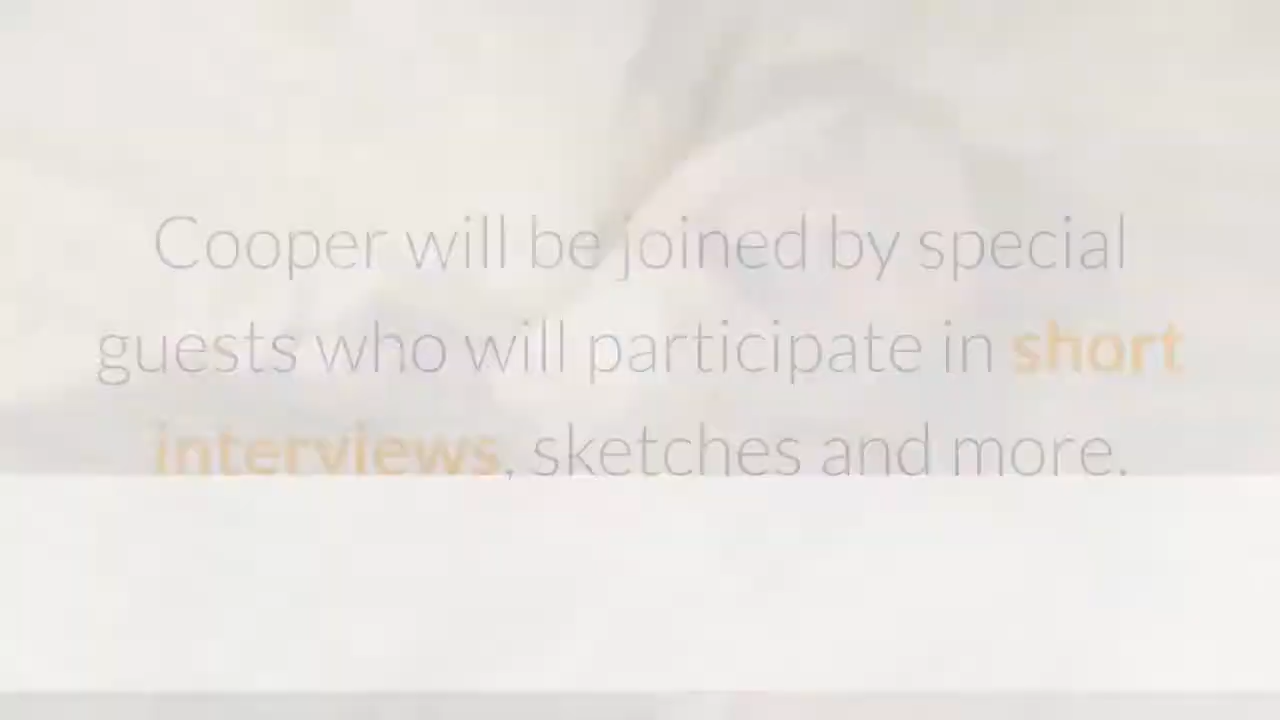 Cooper will be joined by special
guests who will participate in short
interviews, sketches and more.